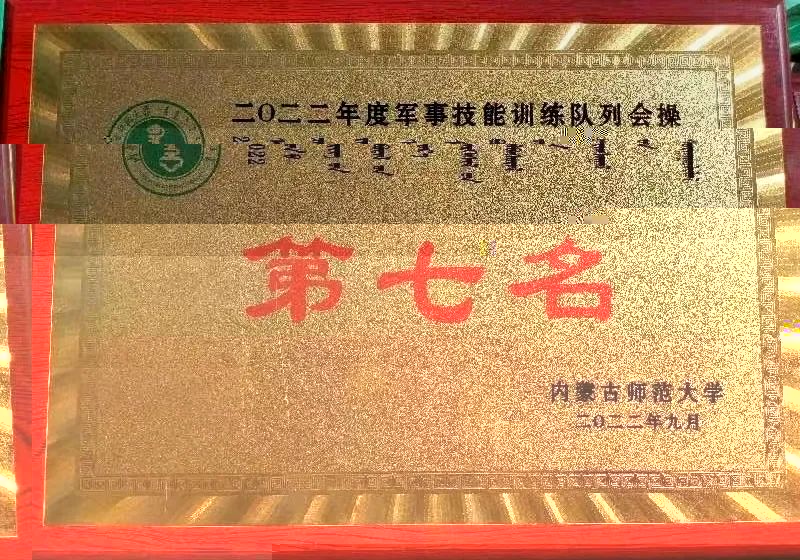 二〇二二年度军事技能训练队列会操
2022
第七名
内蒙古师范大学
二〇二二年九月